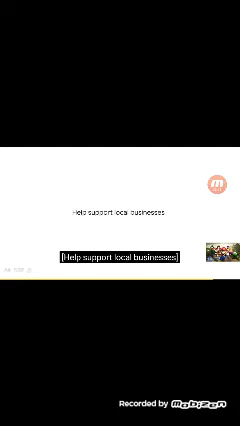 Help support local businesses
[Help support local businesses]
Recorded by
mobizen